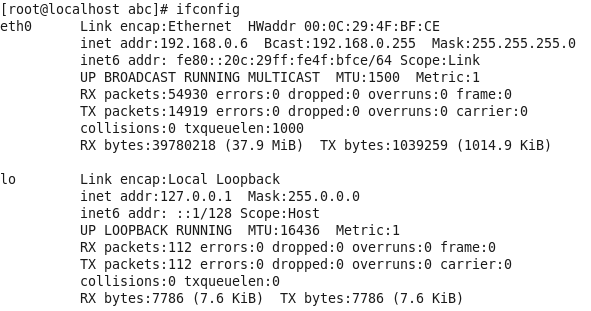 [root@localhost abc]# ifconfig
eth0      Link encap:Ethernet  HWaddr 00:0C:29:4F:BF:CE
          inet addr:192.168.0.6  Bcast:192.168.0.255  Mask:255.255.255.0
          inet6 addr: fe80::20c:29ff:fe4f:bfce/64 Scope:Link
          UP BROADCAST RUNNING MULTICAST  MTU:1500  Metric:1
          RX packets:54930 errors:0 dropped:0 overruns:0 frame:0
          TX packets:14919 errors:0 dropped:0 overruns:0 carrier:0
          collisions:0 txqueuelen:1000
          RX bytes:39780218 (37.9 MiB)  TX bytes:1039259 (1014.9 KiB)

lo        Link encap:Local Loopback
          inet addr:127.0.0.1  Mask:255.0.0.0
          inet6 addr: ::1/128 Scope:Host
          UP LOOPBACK RUNNING  MTU:16436  Metric:1
          RX packets:112 errors:0 dropped:0 overruns:0 frame:0
          TX packets:112 errors:0 dropped:0 overruns:0 carrier:0
          collisions:0 txqueuelen:0
          RX bytes:7786 (7.6 KiB)  TX bytes:7786 (7.6 KiB)